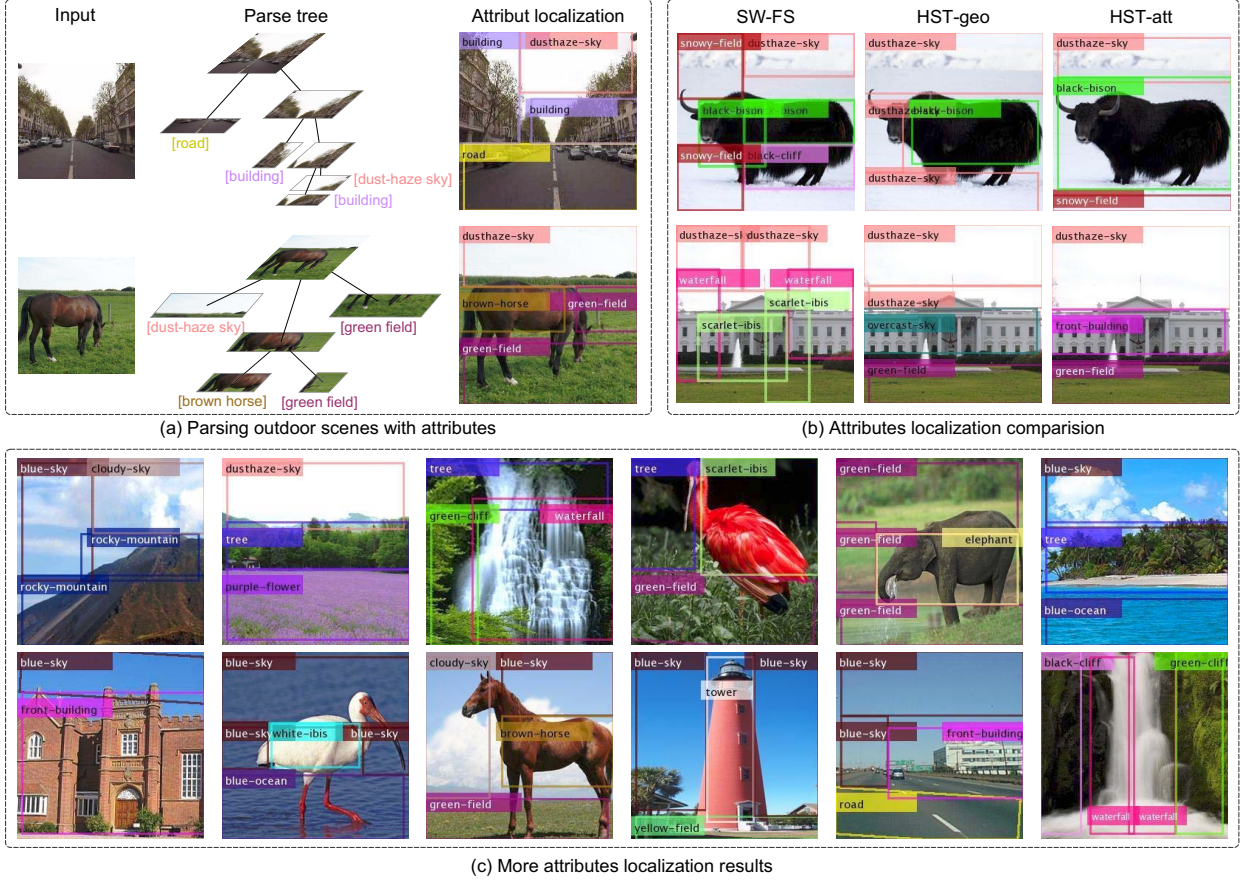 Input
Parse tree
Attribut localization
[road]
[building]
[dust-haze sky]
[building]
building
dusthaze-sky
building
road
[dust-haze sky]
[green field]
[brown horse]
[green field]
dusthaze-sky
brown-horse
green-field
green-field
(a) Parsing outdoor scenes with attributes
SW-FS
HST-geo
HST-att
snowy-field
dusthaze-sky
black-bison
bison
snowy-field
black-cliff
dusthaze-sky
dusthaze
black-bison
dusthaze-sky
dusthaze-sky
black-bison
snowy-field
dusthaze-sky
dusthaze-sky
waterfall
waterfall
scarlet-ibis
scarlet-ibis
dusthaze-sky
dusthaze-sky
overcast-sky
green-field
dusthaze-sky
front-building
green-field
(b) Attributes localization comparision
blue-sky
cloudy-sky
rocky-mountain
rocky-mountain
dusthaze-sky
tree
purple-flower
tree
green-cliff
waterfall
tree
scarlet-ibis
green-field
green-field
green-field
elephant
green-field
blue-sky
tree
blue-ocean
blue-sky
front-building
blue-sky
blue-sky
white-ibis
blue-sky
blue-ocean
cloudy-sky
blue-sky
brown-horse
green-field
blue-sky
blue-sky
tower
yellow-field
blue-sky
blue-sky
front-building
road
black-cliff
green-cliff
waterfall
waterfall
(c) More attributes localization results